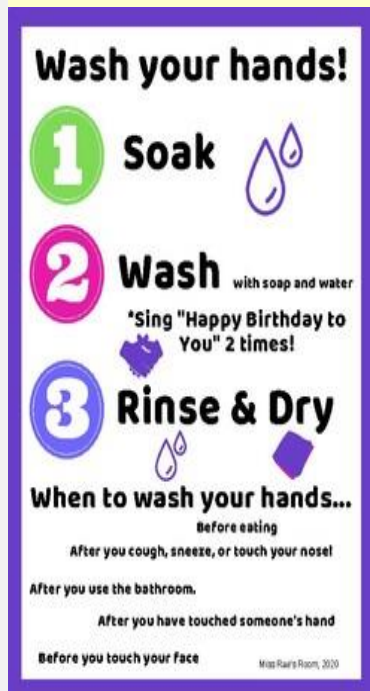 Wash your hands!
1 Soak
2 Wash with soap and water
*Sing "Happy Birthday to
You" 2 times!
3 Rinse & Dry
When to wash your hands...
Before eating
After you cough, sneeze, or touch your nose!
After you use the bathroom.
After you have touched someone's hand
Before you touch your face
Miss Rae's Room, 2020